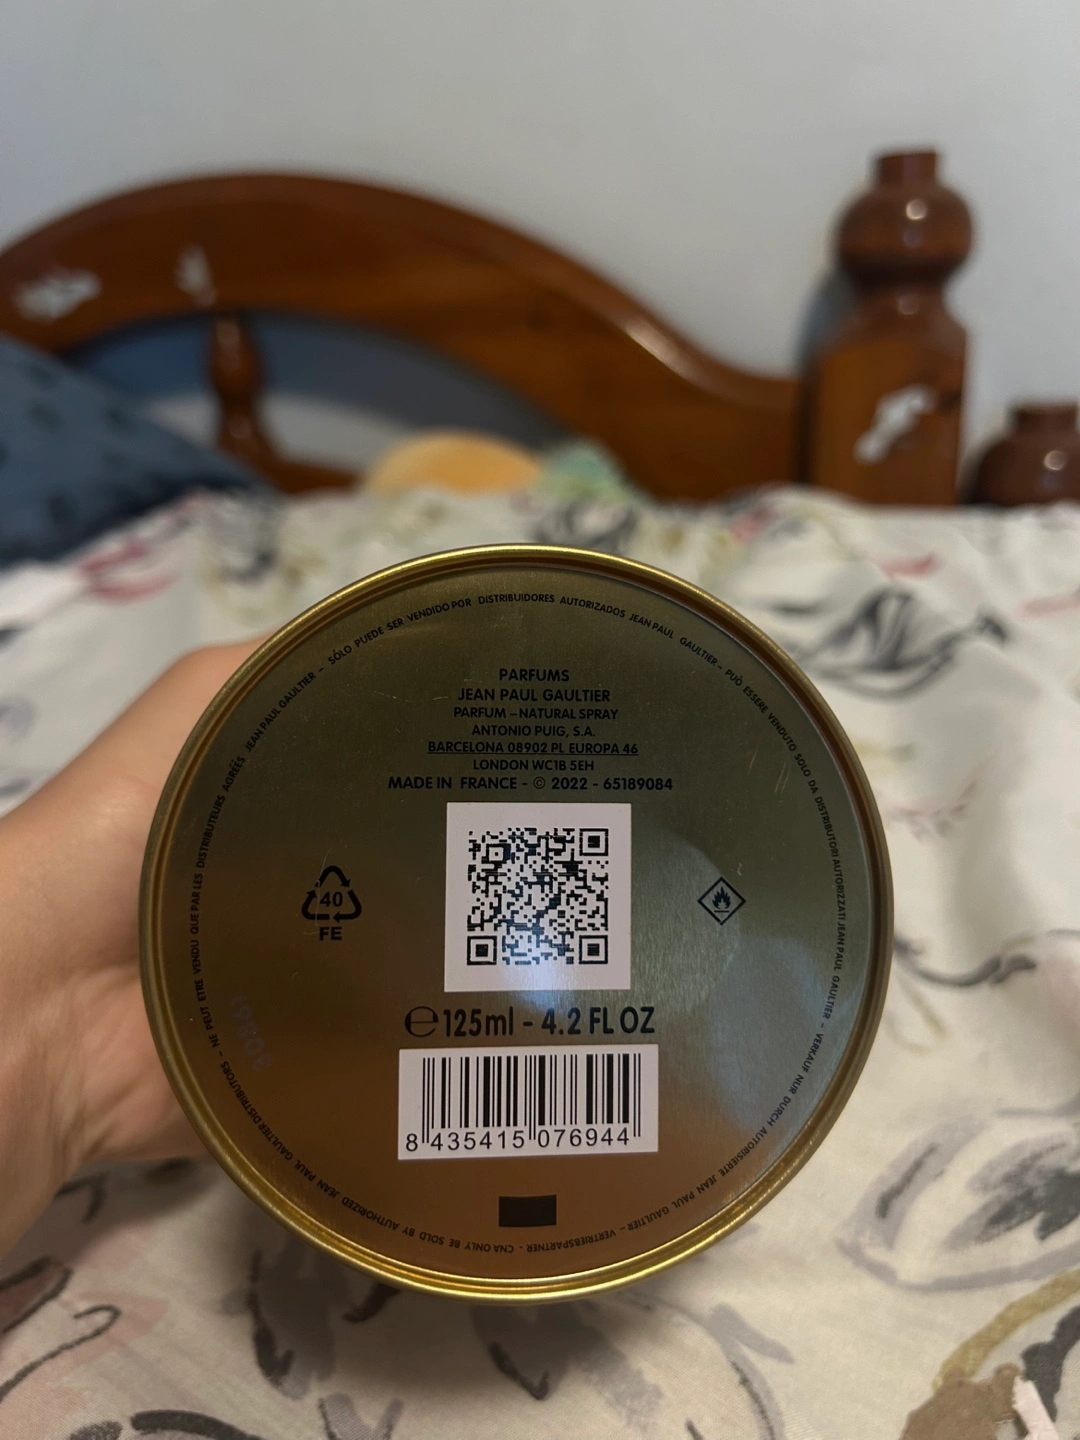 SÓLO PUEDE SER VENDIDO POR DISTRIBUIDORES AUTORIZADOS JEAN PAUL GAULTIER – PUÒ ESSERE VENDUTO SOLO DA DISTRIBUTORI AUTORIZZATI JEAN PAUL GAULTIER – VERKAUF NUR DURCH AUTORISIERTE JEAN PAUL GAULTIER – VERTRIEBSPARTNER - CNA ONLY BE SOLD BY AUTHORIZED JEAN PAUL GAULTIER DISTRIBUTORS – NE PEUT ETRE VENDU QUE PAR LES DISTRIBUTEURS AGRÉÉS JEAN PAUL GAULTIER –
PARFUMS
JEAN PAUL GAULTIER
PARFUM – NATURAL SPRAY
ANTONIO PUIG, S.A.
BARCELONA 08902 PL EUROPA 46
LONDON WC1B 5EH
MADE IN FRANCE - © 2022 - 65189084
40
FE
℮ 125ml - 4.2 FL OZ
8 435415 076944